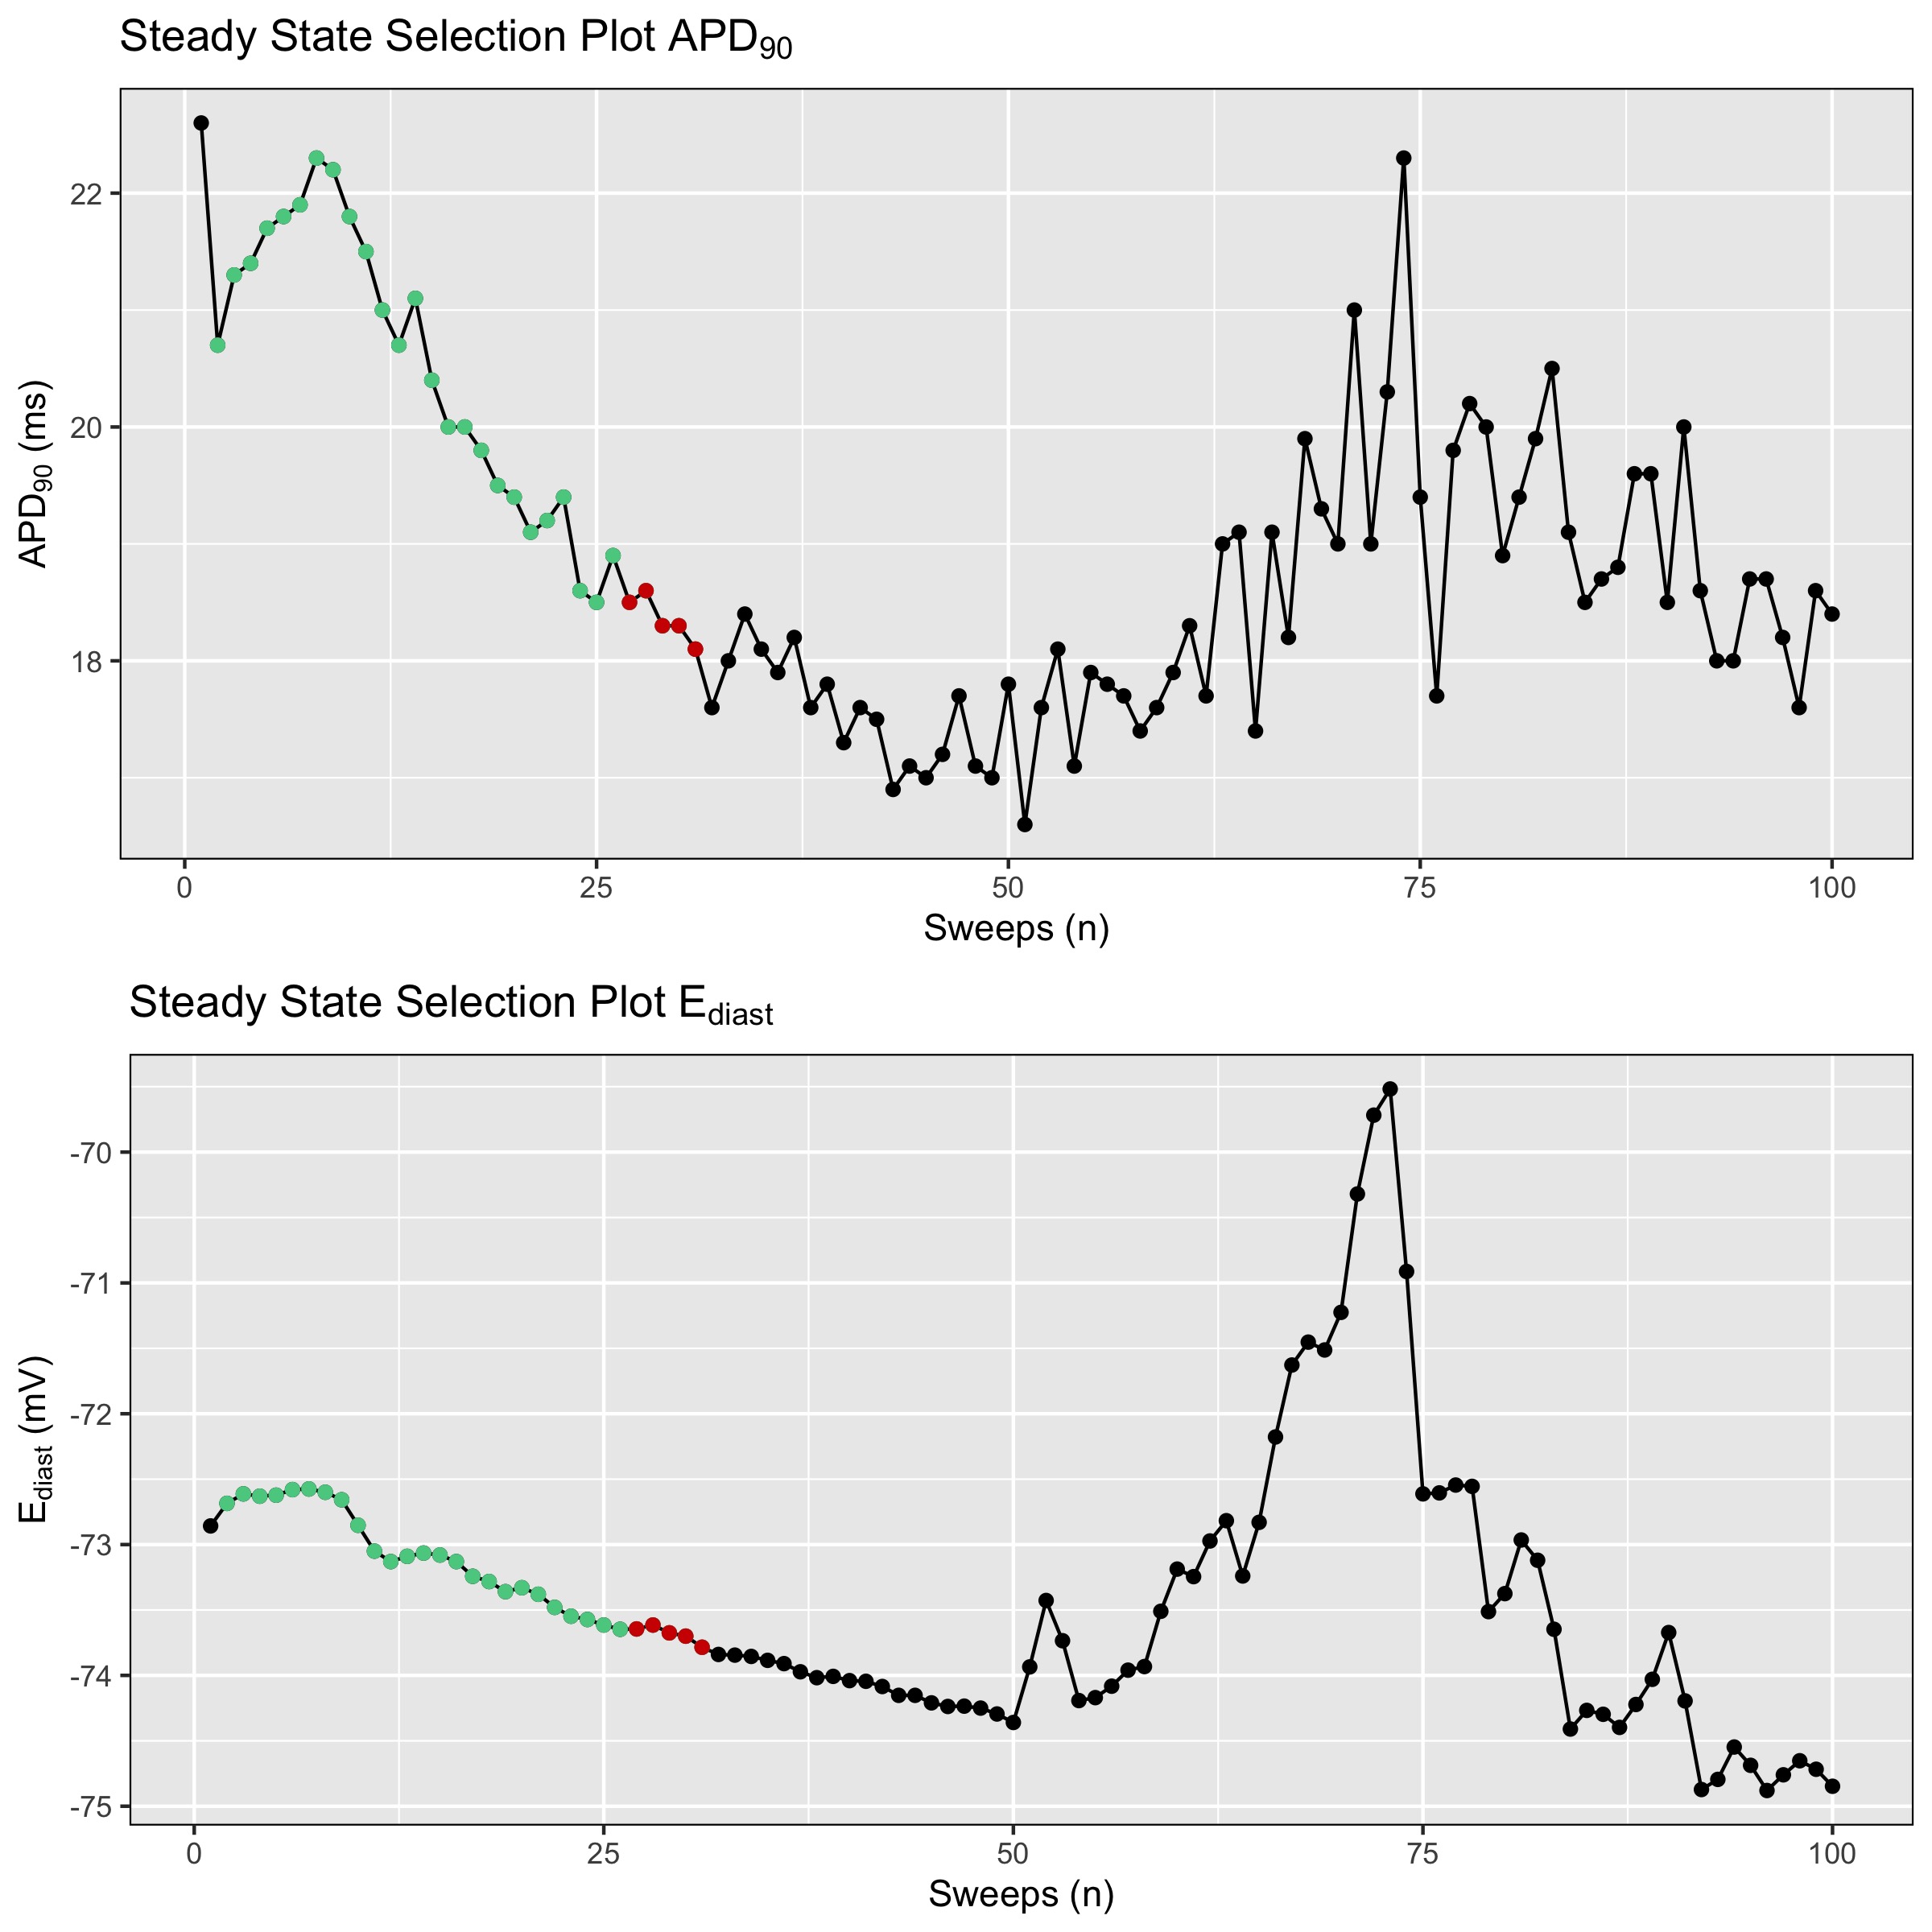 Steady State Selection Plot APD90
22
20
18
APD90 (ms)
0 25 50 75 100
Sweeps (n)
Steady State Selection Plot Ediast
-70
-71
-72
-73
-74
-75
Ediast (mV)
0 25 50 75 100
Sweeps (n)